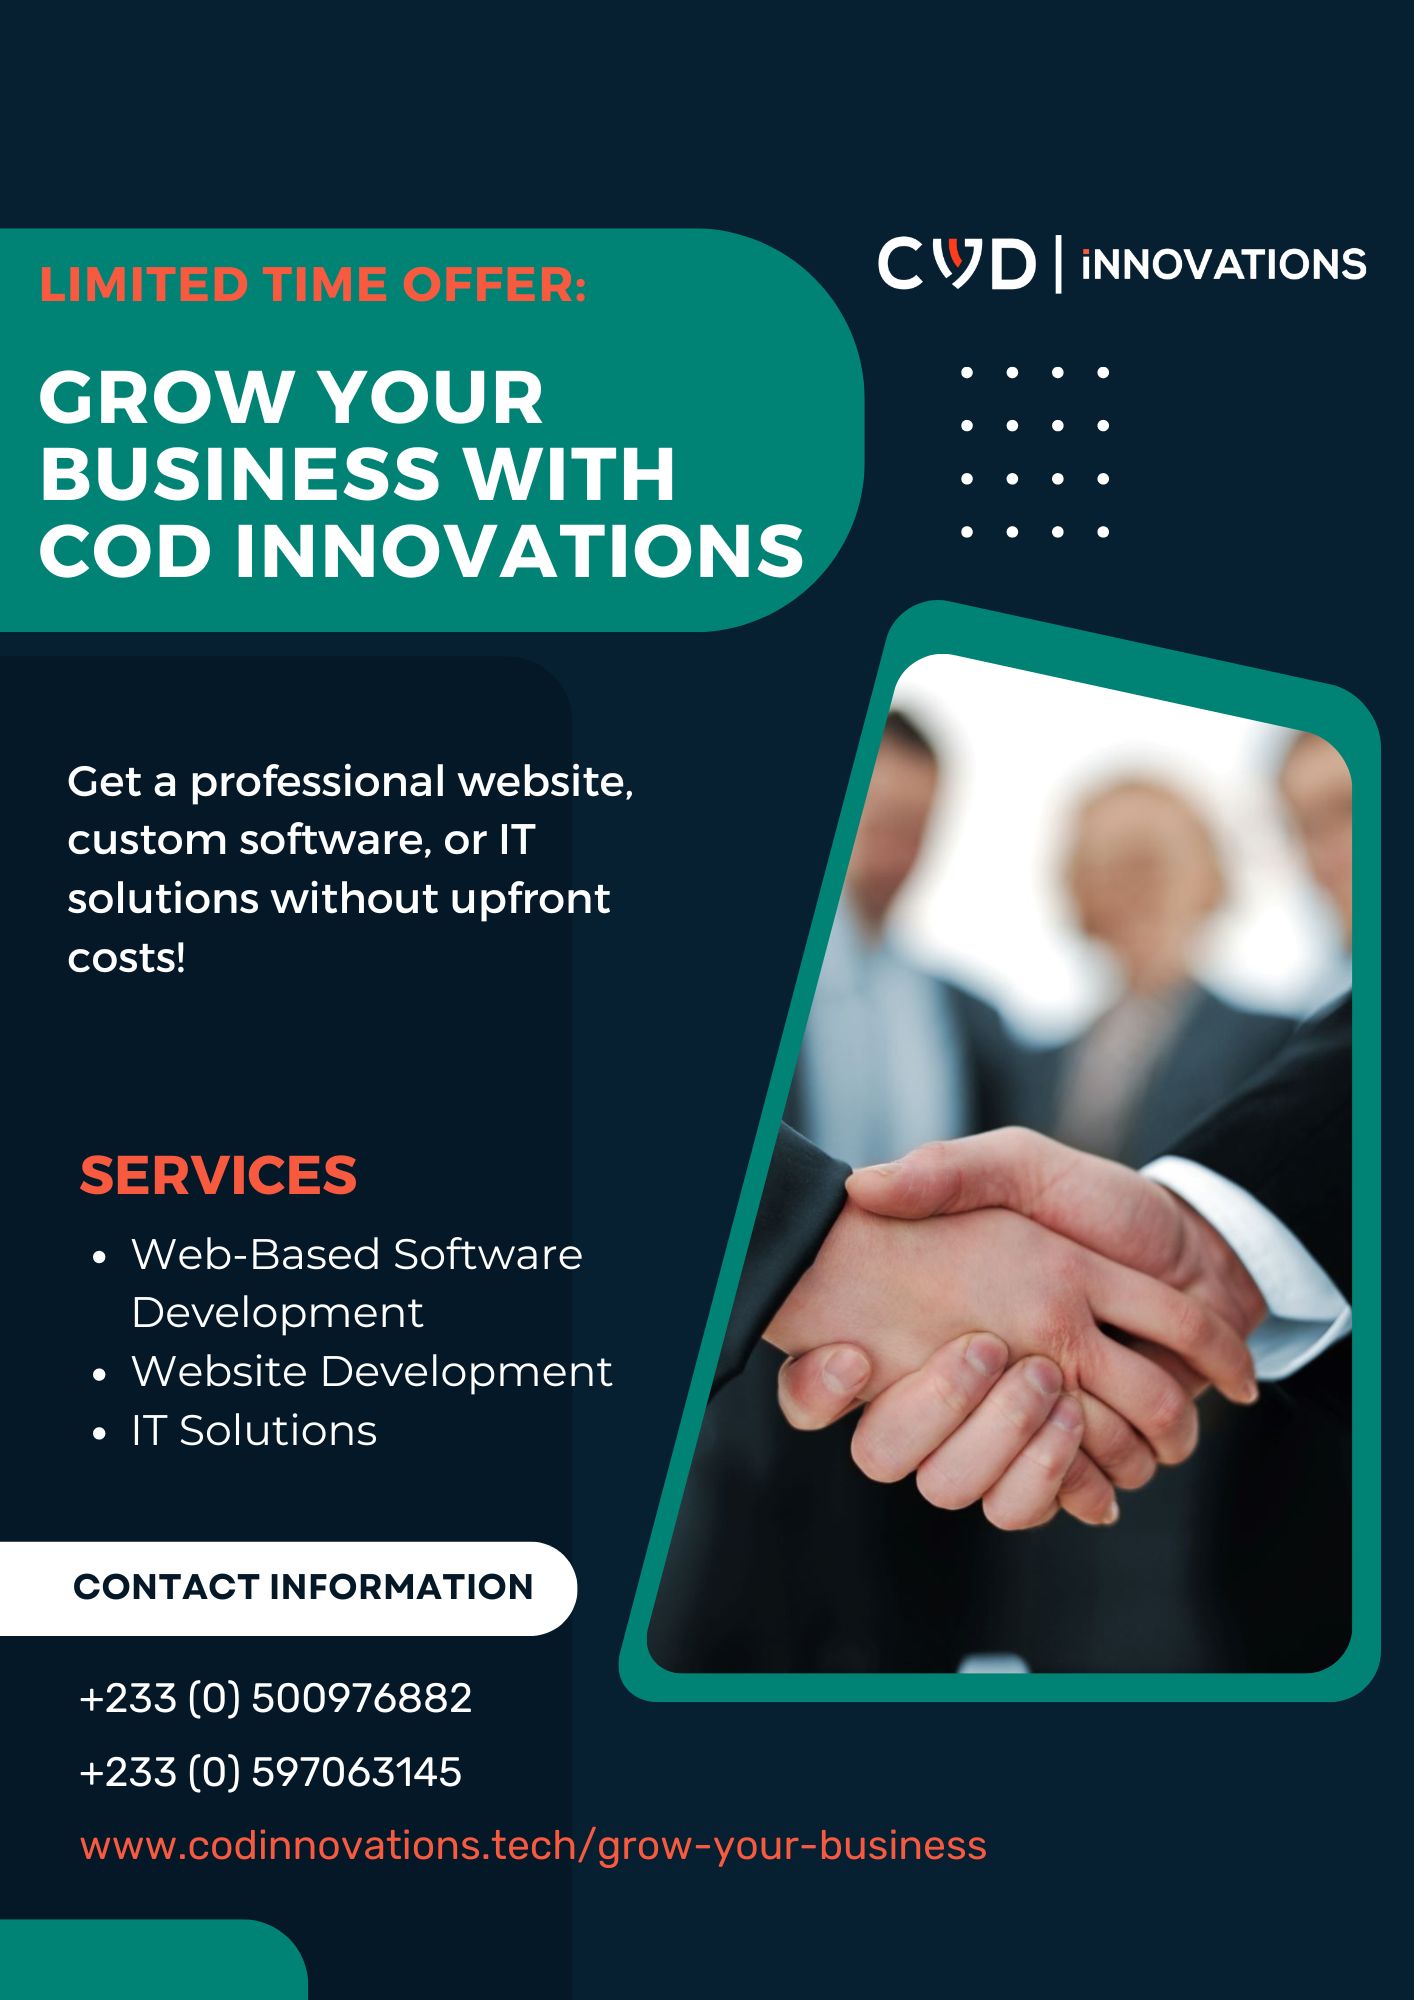 COD | iNNOVATIONS
LIMITED TIME OFFER:
GROW YOUR
BUSINESS WITH
COD INNOVATIONS
Get a professional website,
custom software, or IT
solutions without upfront
costs!
SERVICES
• Web-Based Software
Development
• Website Development
• IT Solutions
CONTACT INFORMATION
+233 (0) 500976882
+233 (0) 597063145
www.codinnovations.tech/grow-your-business